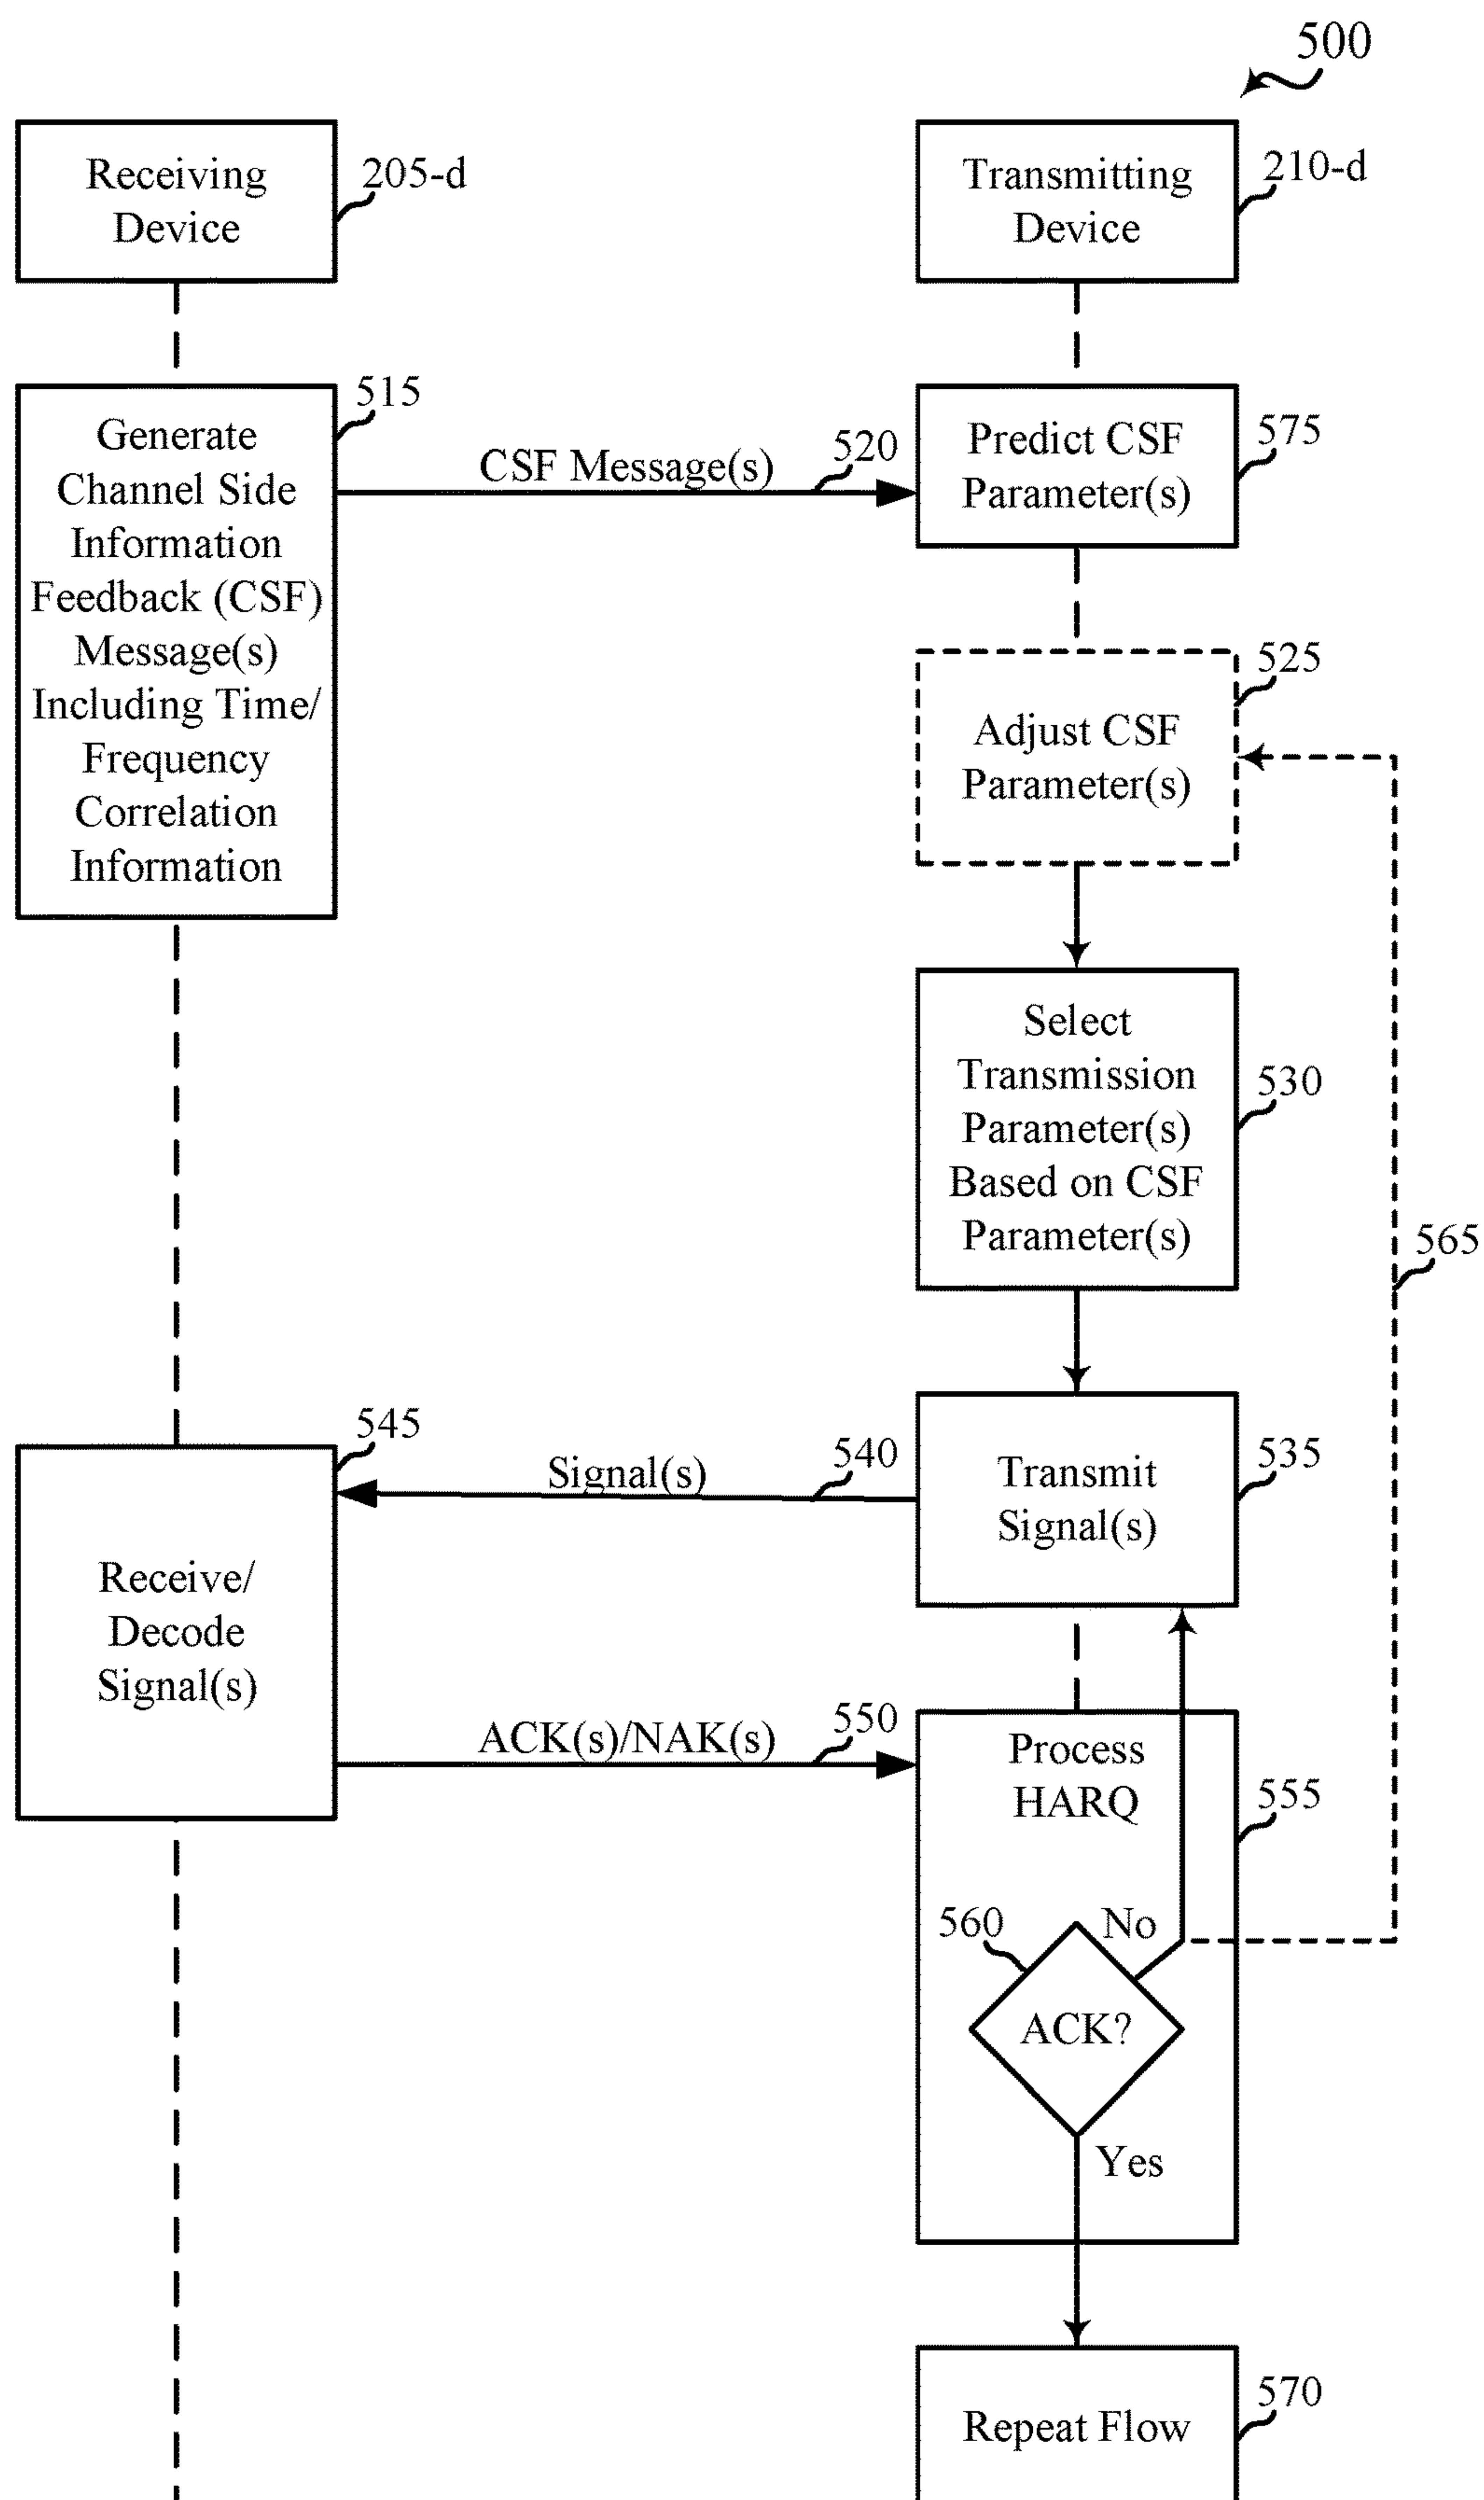 500
Receiving
Device
205-d
Transmitting
Device
210-d
Generate
Channel Side
Information
Feedback (CSF)
Message(s)
Including Time/
Frequency
Correlation
Information
515
CSF Message(s)
520
Predict CSF
Parameter(s)
575
Adjust CSF
Parameter(s)
525
Select
Transmission
Parameter(s)
Based on CSF
Parameter(s)
530
565
Transmit
Signal(s)
535
Signal(s)
540
545
Receive/
Decode
Signal(s)
ACK(s)/NAK(s)
550
Process
HARQ
555
560
No
ACK?
Yes
Repeat Flow
570